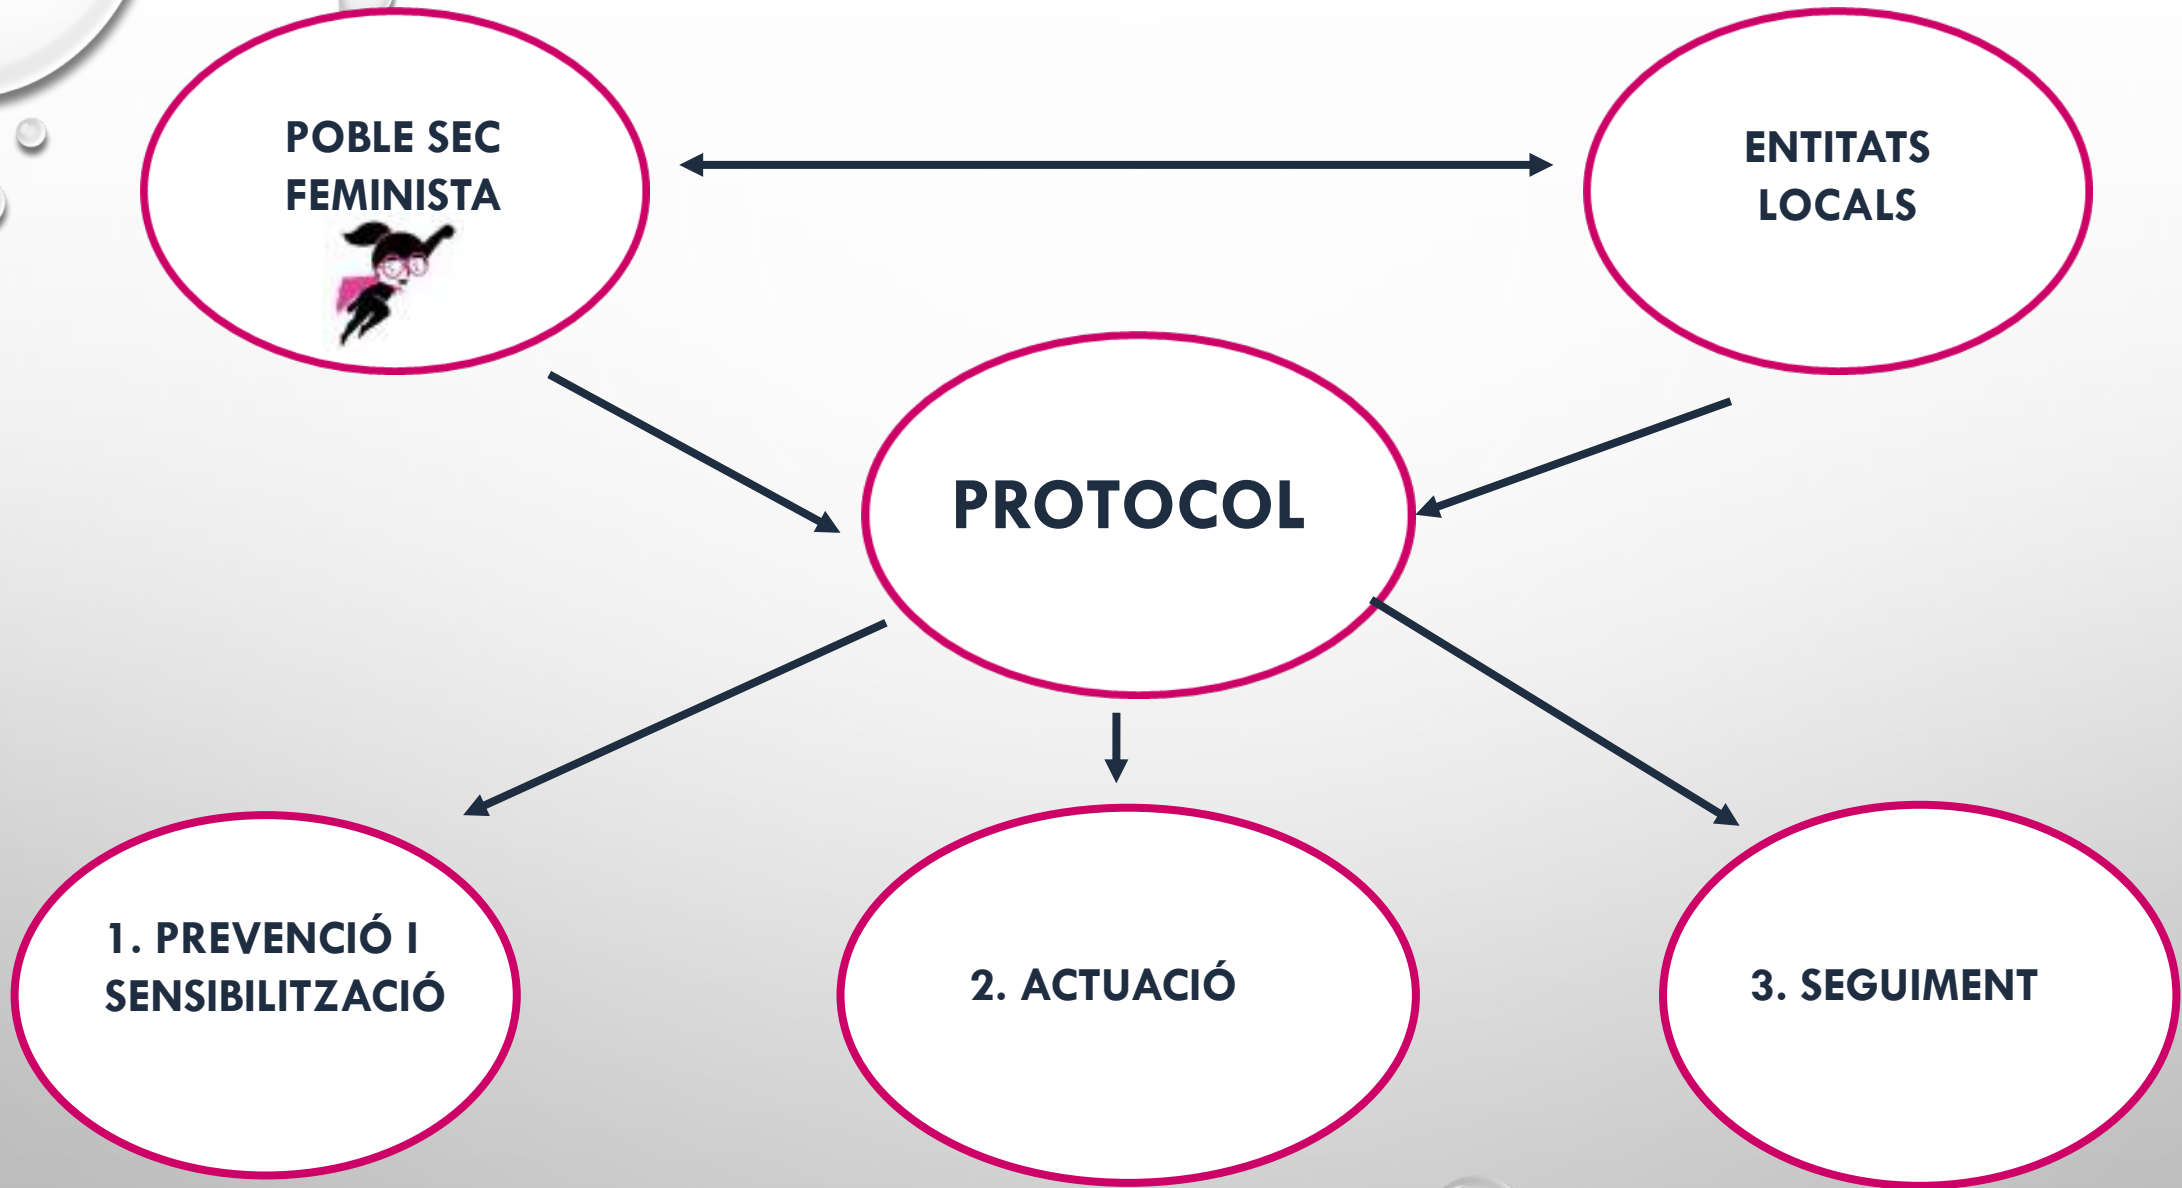 POBLE SEC
FEMINISTA
ENTITATS
LOCALS
PROTOCOL
1. PREVENCIÓ I
SENSIBILITZACIÓ
2. ACTUACIÓ
3. SEGUIMENT